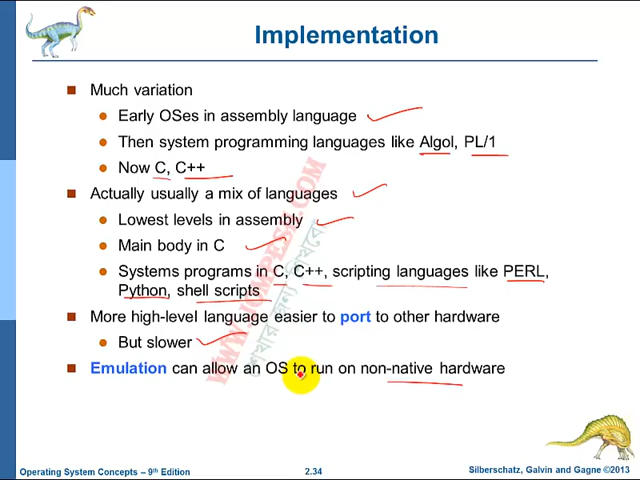 Implementation
Much variation
Early OSes in assembly language
Then system programming languages like Algol, PL/1
Now C, C++
Actually usually a mix of languages
Lowest levels in assembly
Main body in C
Systems programs in C, C++, scripting languages like PERL,
Python, shell scripts
More high-level language easier to port to other hardware
But slower
Emulation can allow an OS to run on non-native hardware
Operating System Concepts – 9th Edition
2.34
Silberschatz, Galvin and Gagne ©2013